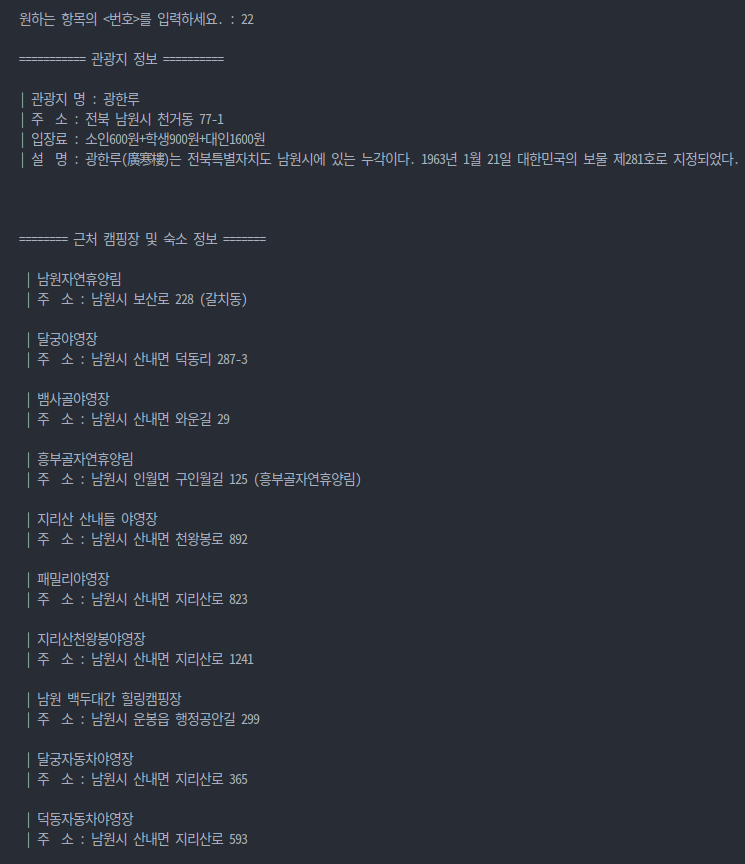 원하는 항목의 <번호>를 입력하세요. : 22
=========== 관광지 정보 ==========
| 관광지 명 : 광한루
| 주 소 : 전북 남원시 천거동 77-1
| 입장료 : 소인600원+학생900원+대인1600원
| 설 명 : 광한루(廣寒樓)는 전북특별자치도 남원시에 있는 누각이다. 1963년 1월 21일 대한민국의 보물 제281호로 지정되었다.
======== 근처 캠핑장 및 숙소 정보 =======
| 남원자연휴양림
| 주 소 : 남원시 보산로 228 (갈치동)
| 달궁야영장
| 주 소 : 남원시 산내면 덕동리 287-3
| 뱀사골야영장
| 주 소 : 남원시 산내면 와운길 29
| 흥부골자연휴양림
| 주 소 : 남원시 인월면 구인월길 125 (흥부골자연휴양림)
| 지리산 산내들 야영장
| 주 소 : 남원시 산내면 천왕봉로 892
| 패밀리야영장
| 주 소 : 남원시 산내면 지리산로 823
| 지리산천왕봉야영장
| 주 소 : 남원시 산내면 지리산로 1241
| 남원 백두대간 힐링캠핑장
| 주 소 : 남원시 운봉읍 행정공안길 299
| 달궁자동차야영장
| 주 소 : 남원시 산내면 지리산로 365
| 덕동자동차야영장
| 주 소 : 남원시 산내면 지리산로 593